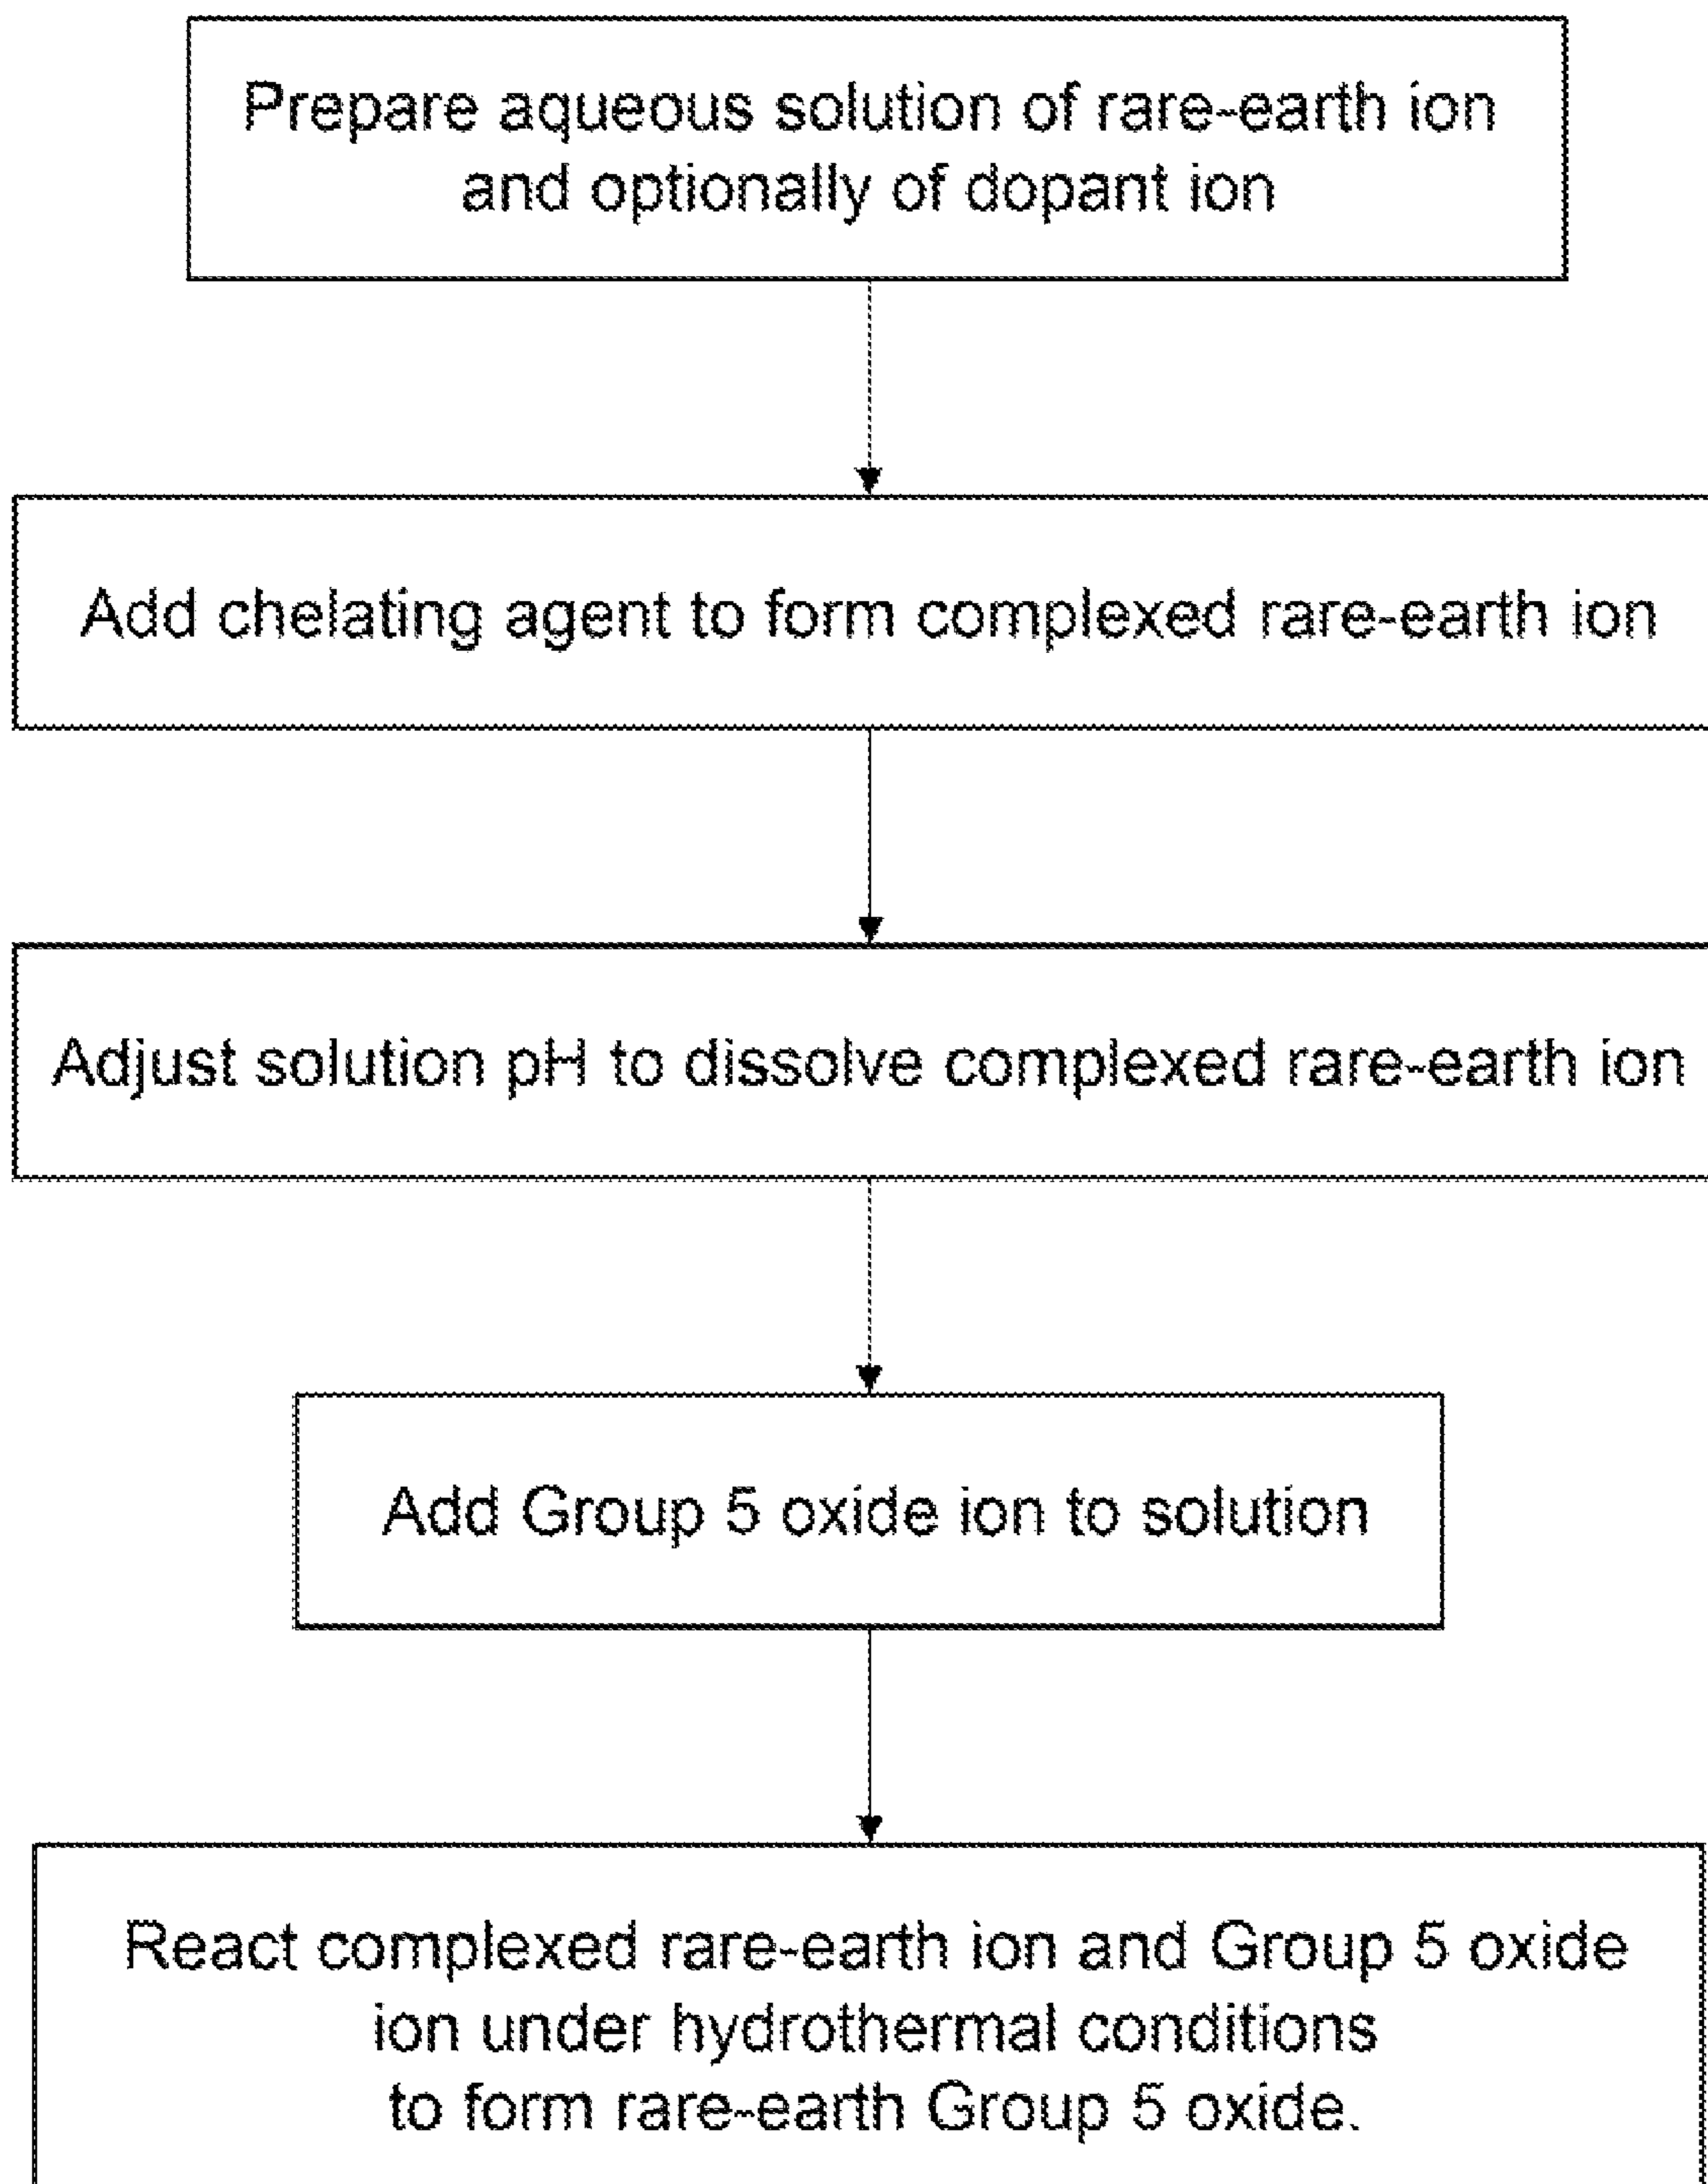 Prepare aqueous solution of rare-earth ion
and optionally of dopant ion
Add chelating agent to form complexed rare-earth ion
Adjust solution pH to dissolve complexed rare-earth ion
Add Group 5 oxide ion to solution
React complexed rare-earth ion and Group 5 oxide
ion under hydrothermal conditions
to form rare-earth Group 5 oxide.